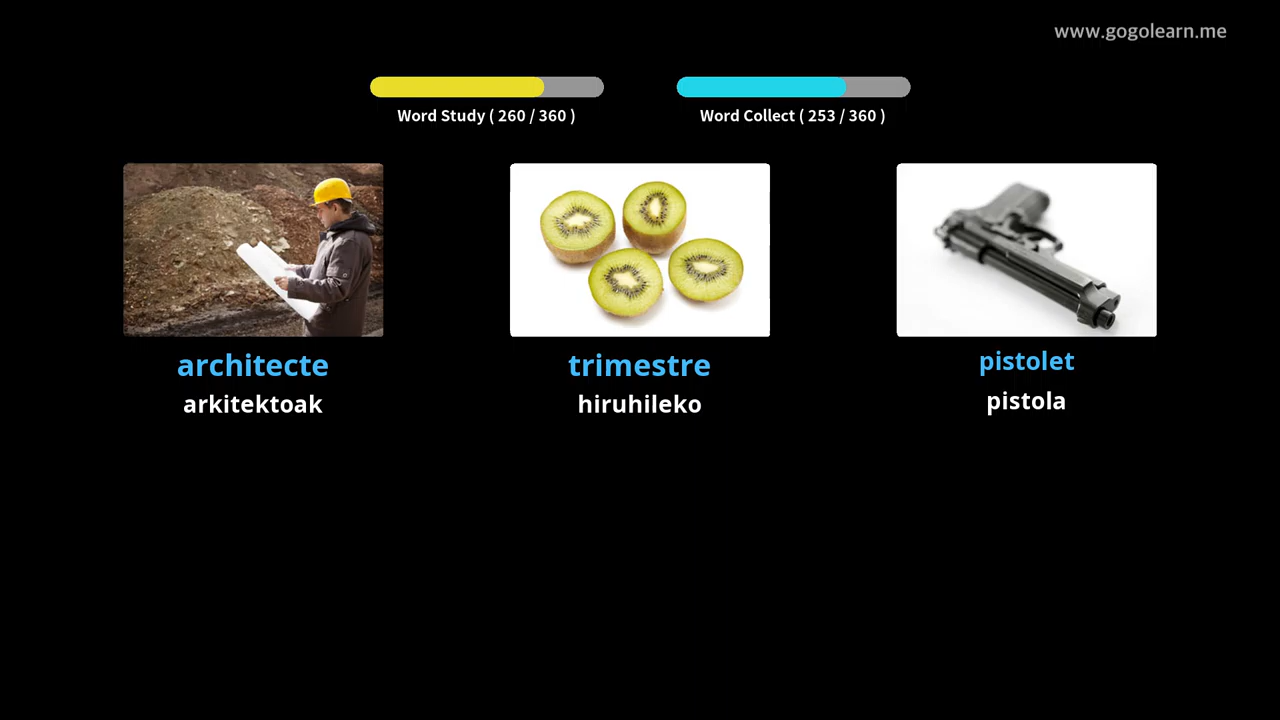 www.gogolearn.me
Word Study ( 260 / 360 )
Word Collect ( 253 / 360 )
architecte
arkitektoak
trimestre
hiruhileko
pistolet
pistola